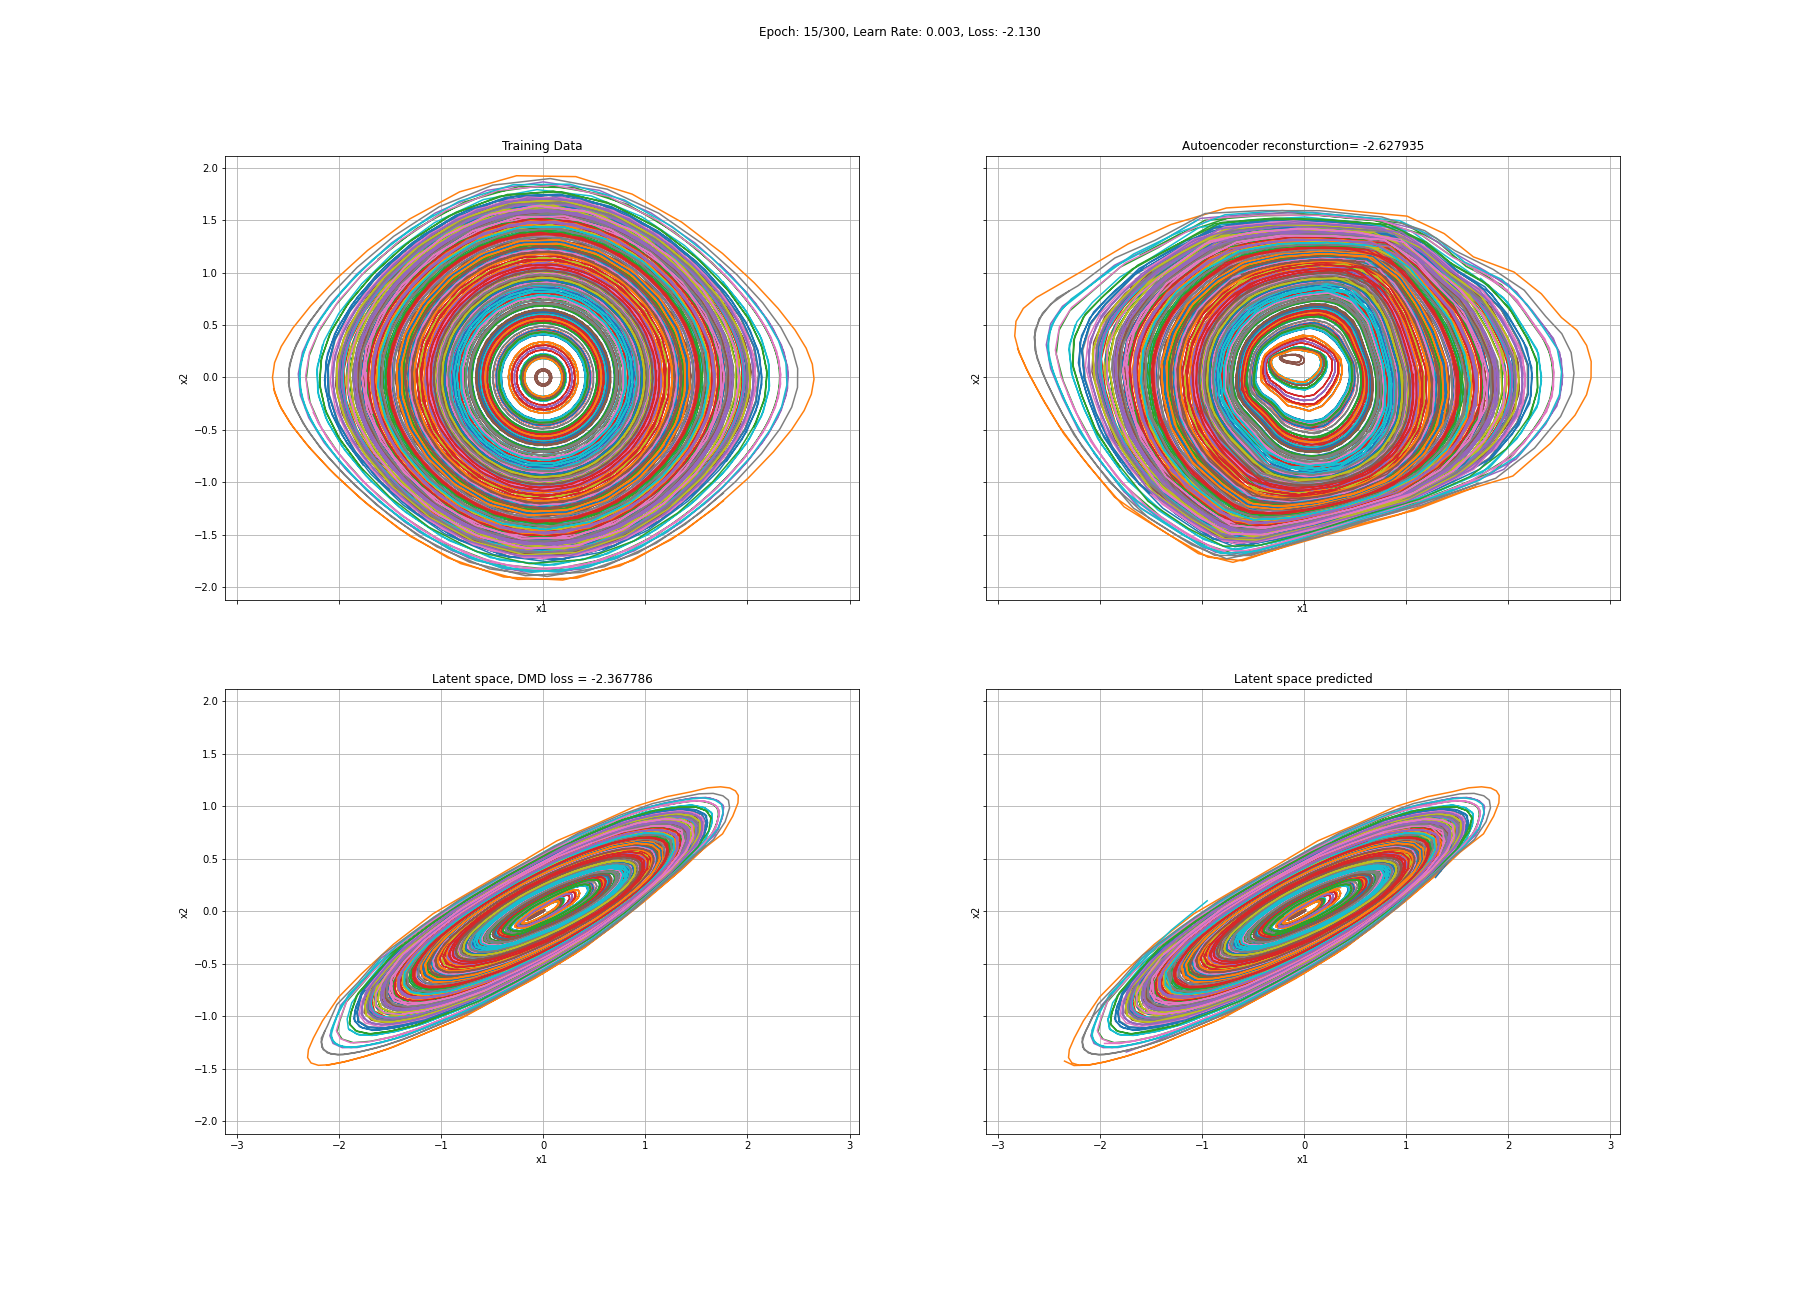 Epoch: 15/300, Learn Rate: 0.003, Loss: -2.130
Training Data
2.0
1.5
1.0
0.5
0.0
−0.5
−1.0
−1.5
−2.0
x2
x1
Autoencoder reconsturction= -2.627935
x2
x1
Latent space, DMD loss = -2.367786
2.0
1.5
1.0
0.5
0.0
−0.5
−1.0
−1.5
−2.0
x2
−3 −2 −1 0 1 2 3
x1
Latent space predicted
x2
−3 −2 −1 0 1 2 3
x1